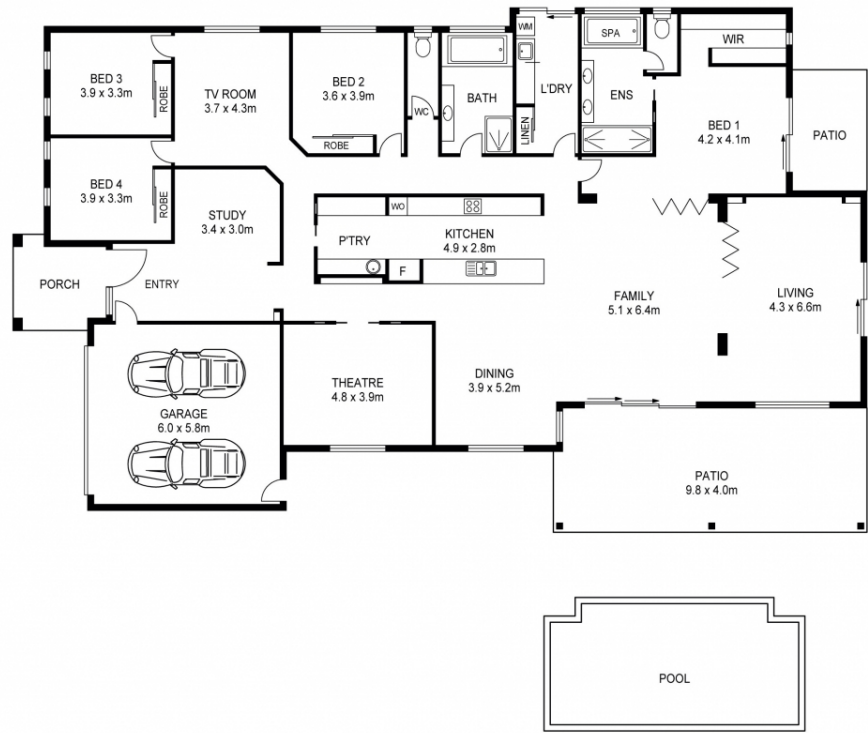 WM
SPA
WIR
BED 3
3.9 x 3.3m
ROBE
TV ROOM
3.7 x 4.3m
BED 2
3.6 x 3.9m
ROBE
WC
BATH
L'DRY
LINEN
ENS
BED 1
4.2 x 4.1m
PATIO
BED 4
3.9 x 3.3m
ROBE
STUDY
3.4 x 3.0m
P'TRY
WO
KITCHEN
4.9 x 2.8m
F
PORCH
ENTRY
FAMILY
5.1 x 6.4m
LIVING
4.3 x 6.6m
GARAGE
6.0 x 5.8m
THEATRE
4.8 x 3.9m
DINING
3.9 x 5.2m
PATIO
9.8 x 4.0m
POOL